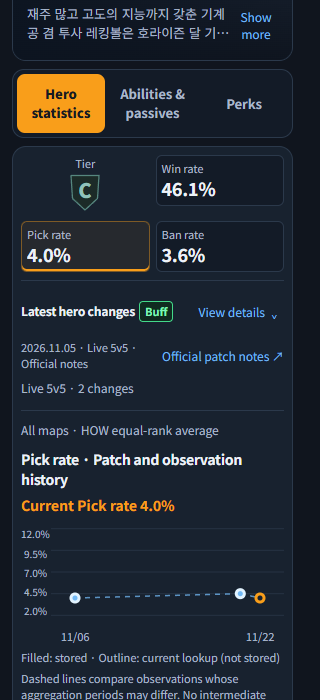 재주 많고 고도의 지능까지 갖춘 기계
공 겸 투사 레킹볼은 호라이즌 달 기…
Show
more
Hero
statistics
Abilities &
passives
Perks
Tier
C
Win rate
46.1%
Pick rate
4.0%
Ban rate
3.6%
Latest hero changes Buff View details ⌄
2026.11.05 · Live 5v5 ·
Official notes
Official patch notes ↗
Live 5v5 · 2 changes
All maps · HOW equal-rank average
Pick rate · Patch and observation
history
Current Pick rate 4.0%
12.0%
9.5%
7.0%
4.5%
2.0%
11/06 11/22
Filled: stored · Outline: current lookup (not stored)
Dashed lines compare observations whose
aggregation periods may differ. No intermediate